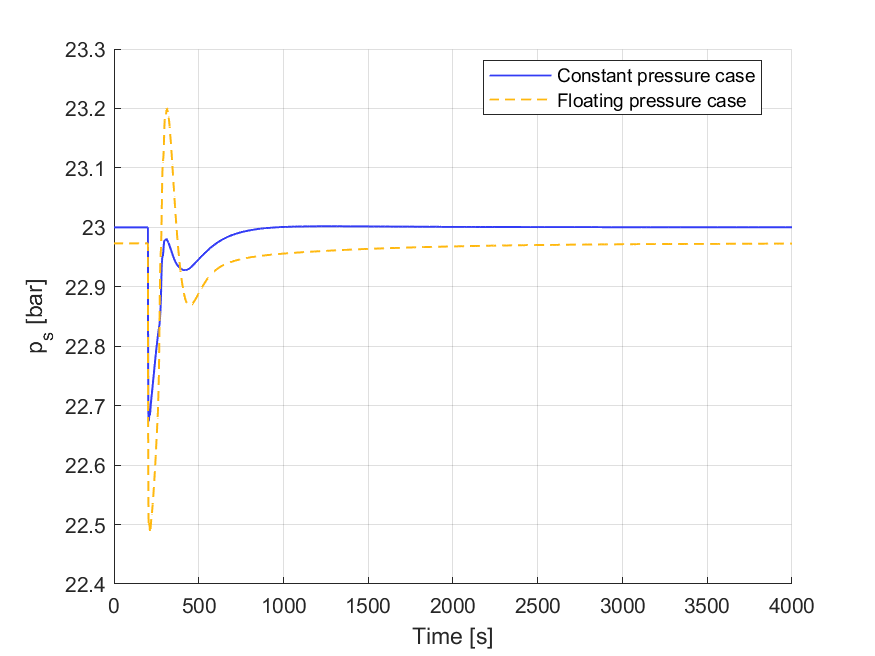 23.3
23.2
23.1
23
22.9
22.8
22.7
22.6
22.5
22.4
p_s [bar]
Constant pressure case
Floating pressure case
0 500 1000 1500 2000 2500 3000 3500 4000
Time [s]